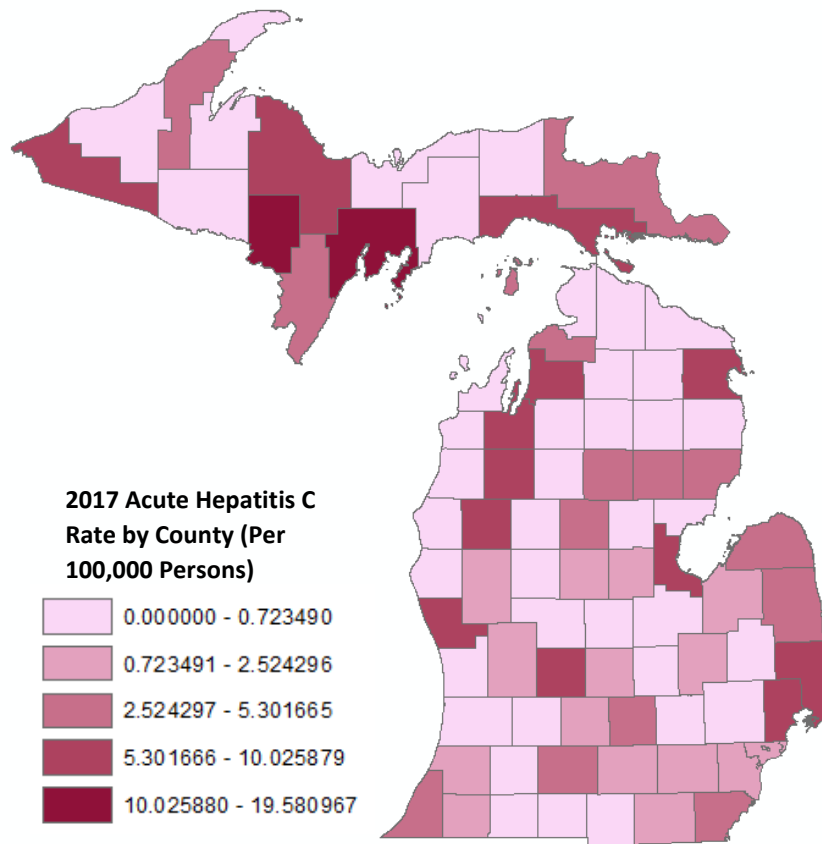 2017 Acute Hepatitis C
Rate by County (Per
100,000 Persons)
0.000000 - 0.723490
0.723491 - 2.524296
2.524297 - 5.301665
5.301666 - 10.025879
10.025880 - 19.580967